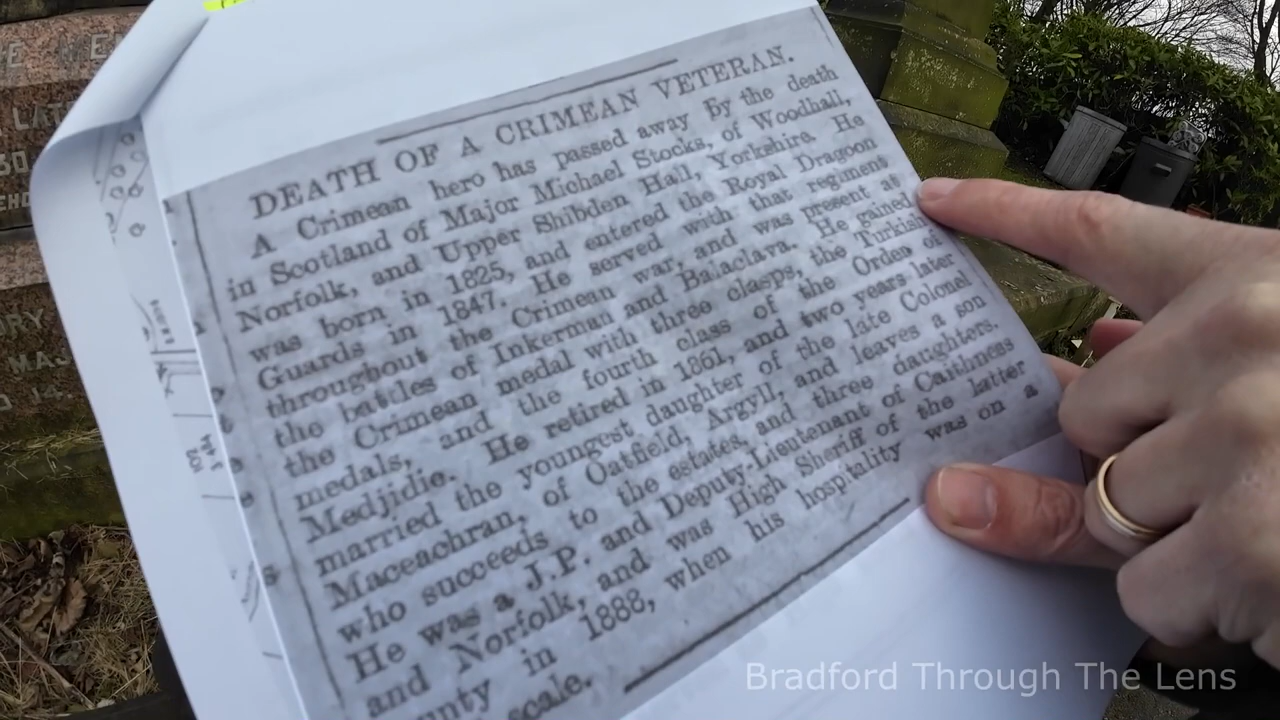 DEATH OF A CRIMEAN VETERAN.
A Crimean hero has passed away by the death
in Scotland of Major Michael Stocks, of Woodhall,
Norfolk, and Upper Shibden Hall, Yorkshire. He
was born in 1825, and entered the Royal Dragoon
Guards in 1847. He served with that regiment
throughout the Crimean war, and was present at
the battles of Inkerman and Balaclava. He gained
the Crimean medal with three clasps, the Turkish
medals, and the fourth class of the Orden of
Medjidie. He retired in 1861, and two years later
married the youngest daughter of the late Colonel
Maceachran, of Oatfield, Argyll, and leaves a son
who succeeds to the estates, and three daughters.
He was a J.P. and Deputy-Lieutenant of Caithness
and Norfolk, and was High Sheriff of the latter
unty in 1888, when his hospitality was on a
scale.
LAT
ORY
MAJ
14.
Bradford Through The Lens